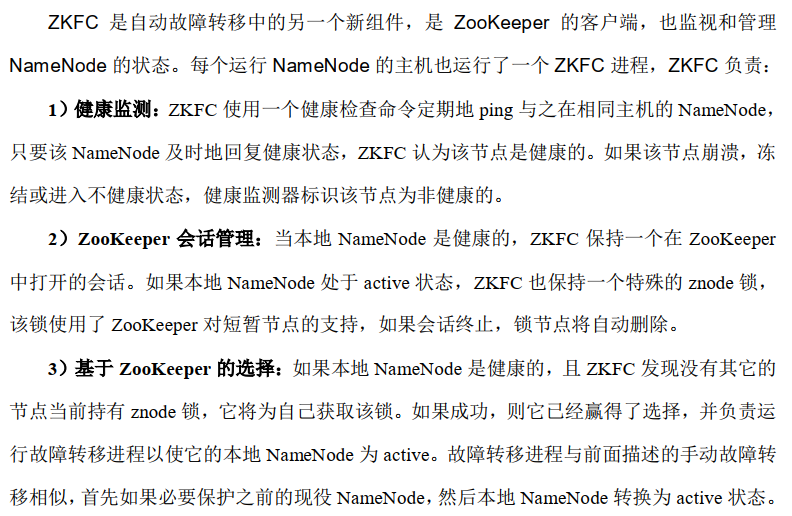 ZKFC 是自动故障转移中的另一个新组件，是 ZooKeeper 的客户端，也监视和管理
NameNode 的状态。每个运行 NameNode 的主机也运行了一个 ZKFC 进程，ZKFC 负责：
1）健康监测：ZKFC 使用一个健康检查命令定期地 ping 与之在相同主机的 NameNode，
只要该 NameNode 及时地回复健康状态，ZKFC 认为该节点是健康的。如果该节点崩溃，冻
结或进入不健康状态，健康监测器标识该节点为非健康的。
2）ZooKeeper 会话管理：当本地 NameNode 是健康的，ZKFC 保持一个在 ZooKeeper
中打开的会话。如果本地 NameNode 处于 active 状态，ZKFC 也保持一个特殊的 znode 锁，
该锁使用了 ZooKeeper 对短暂节点的支持，如果会话终止，锁节点将自动删除。
3）基于 ZooKeeper 的选择：如果本地 NameNode 是健康的，且 ZKFC 发现没有其它的
节点当前持有 znode 锁，它将为自己获取该锁。如果成功，则它已经赢得了选择，并负责运
行故障转移进程以使它的本地 NameNode 为 active。故障转移进程与前面描述的手动故障转
移相似，首先如果必要保护之前的现役 NameNode，然后本地 NameNode 转换为 active 状态。